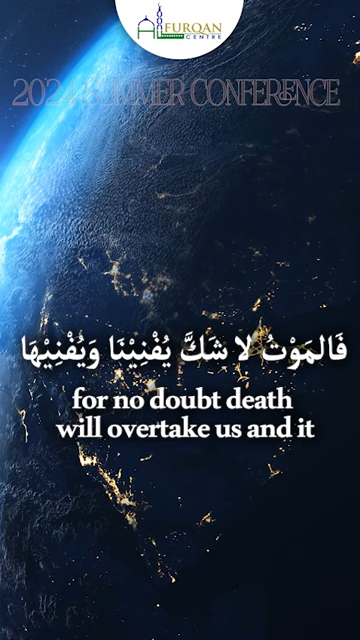 AL FURQAN
CENTRE
2024 SUMMER CONFERENCE
فَالمَوْتُ لا شَكَّ يُفْنِيْنَا وَيُفْنِيْهَا
for no doubt death
will overtake us and it